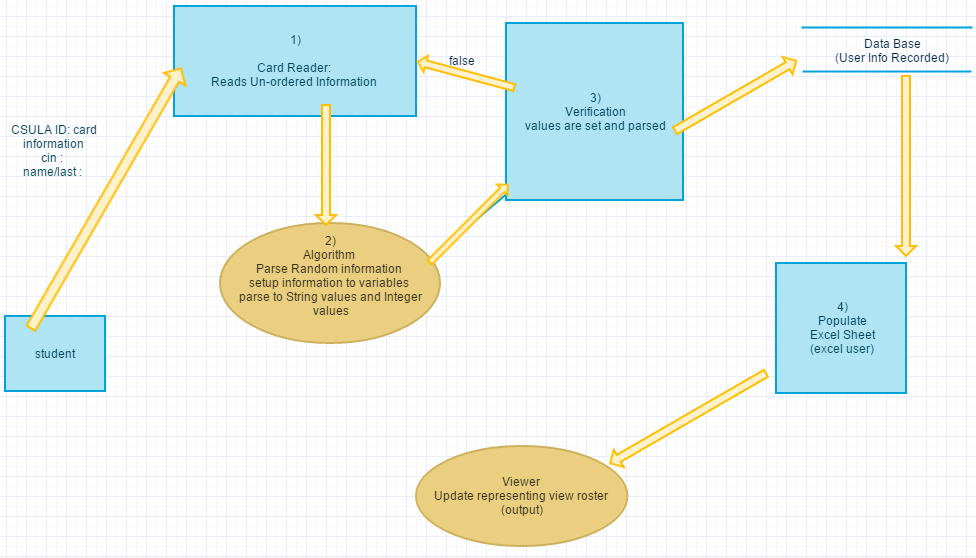 1)
Card Reader:
Reads Un-ordered Information
false
3)
Verification
values are set and parsed
Data Base
(User Info Recorded)
CSULA ID: card
information
cin :
name/last :
2)
Algorithm
Parse Random information
setup information to variables
parse to String values and Integer
values
student
4)
Populate
Excel Sheet
(excel user)
Viewer
Update representing view roster
(output)